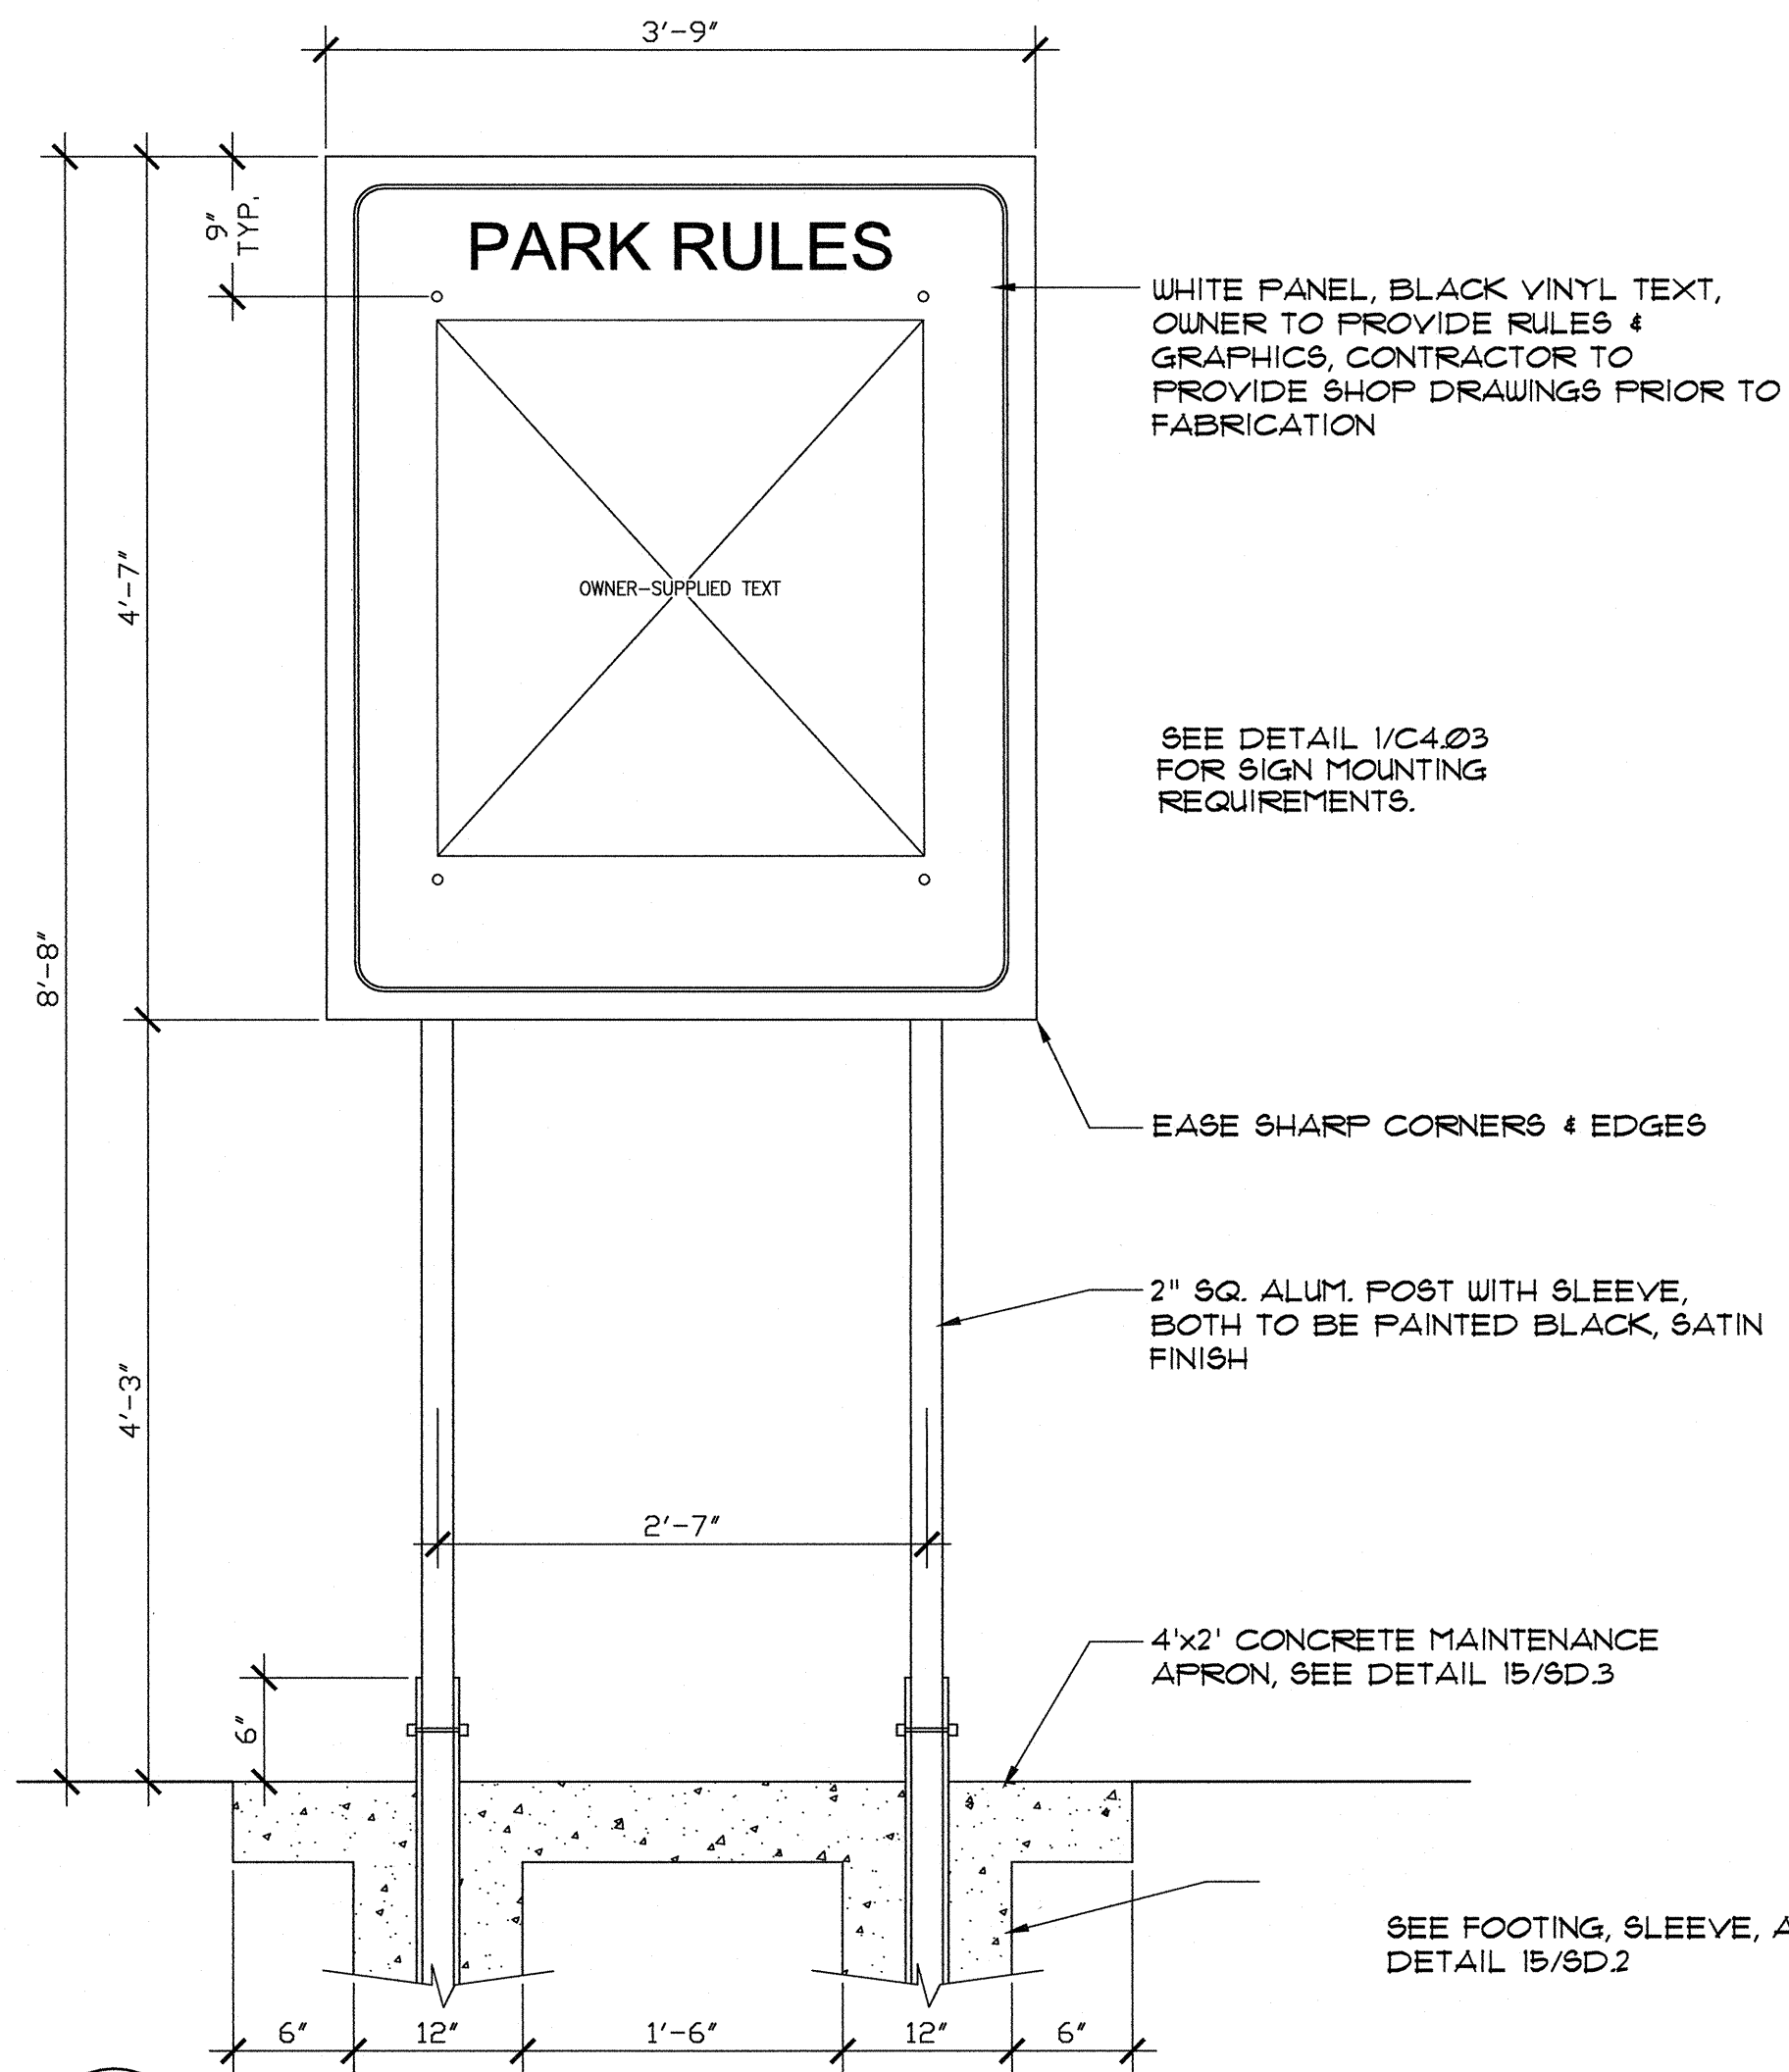 3'-9"
9"
TYP.
PARK RULES
WHITE PANEL, BLACK VINYL TEXT,
OWNER TO PROVIDE RULES &
GRAPHICS, CONTRACTOR TO
PROVIDE SHOP DRAWINGS PRIOR TO
FABRICATION
4'-7"
OWNER-SUPPLIED TEXT
SEE DETAIL 1/C4.03
FOR SIGN MOUNTING
REQUIREMENTS.
8'-8"
EASE SHARP CORNERS & EDGES
2" SQ. ALUM. POST WITH SLEEVE,
BOTH TO BE PAINTED BLACK, SATIN
FINISH
4'-3"
2'-7"
4'x2' CONCRETE MAINTENANCE
APRON, SEE DETAIL 15/SD.3
6"
SEE FOOTING, SLEEVE,
DETAIL 15/SD.2
6"
12"
1'-6"
12"
6"